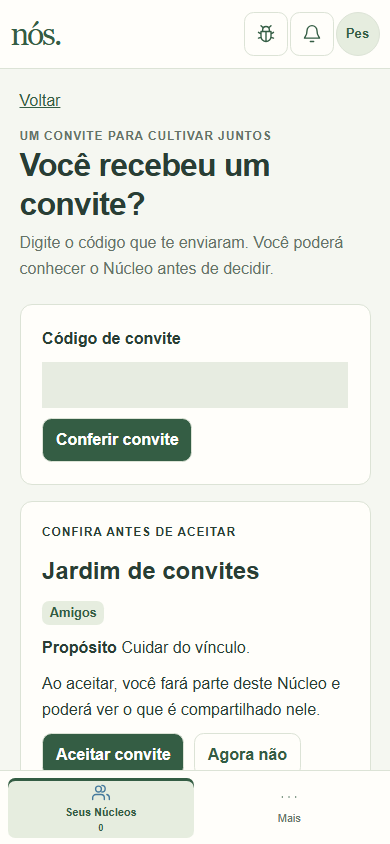 nós.
Pes
Voltar
UM CONVITE PARA CULTIVAR JUNTOS
Você recebeu um
convite?
Digite o código que te enviaram. Você poderá
conhecer o Núcleo antes de decidir.
Código de convite
Conferir convite
CONFIRA ANTES DE ACEITAR
Jardim de convites
Amigos
Propósito Cuidar do vínculo.
Ao aceitar, você fará parte deste Núcleo e
poderá ver o que é compartilhado nele.
Aceitar convite Agora não
Seus Núcleos
0
...
Mais